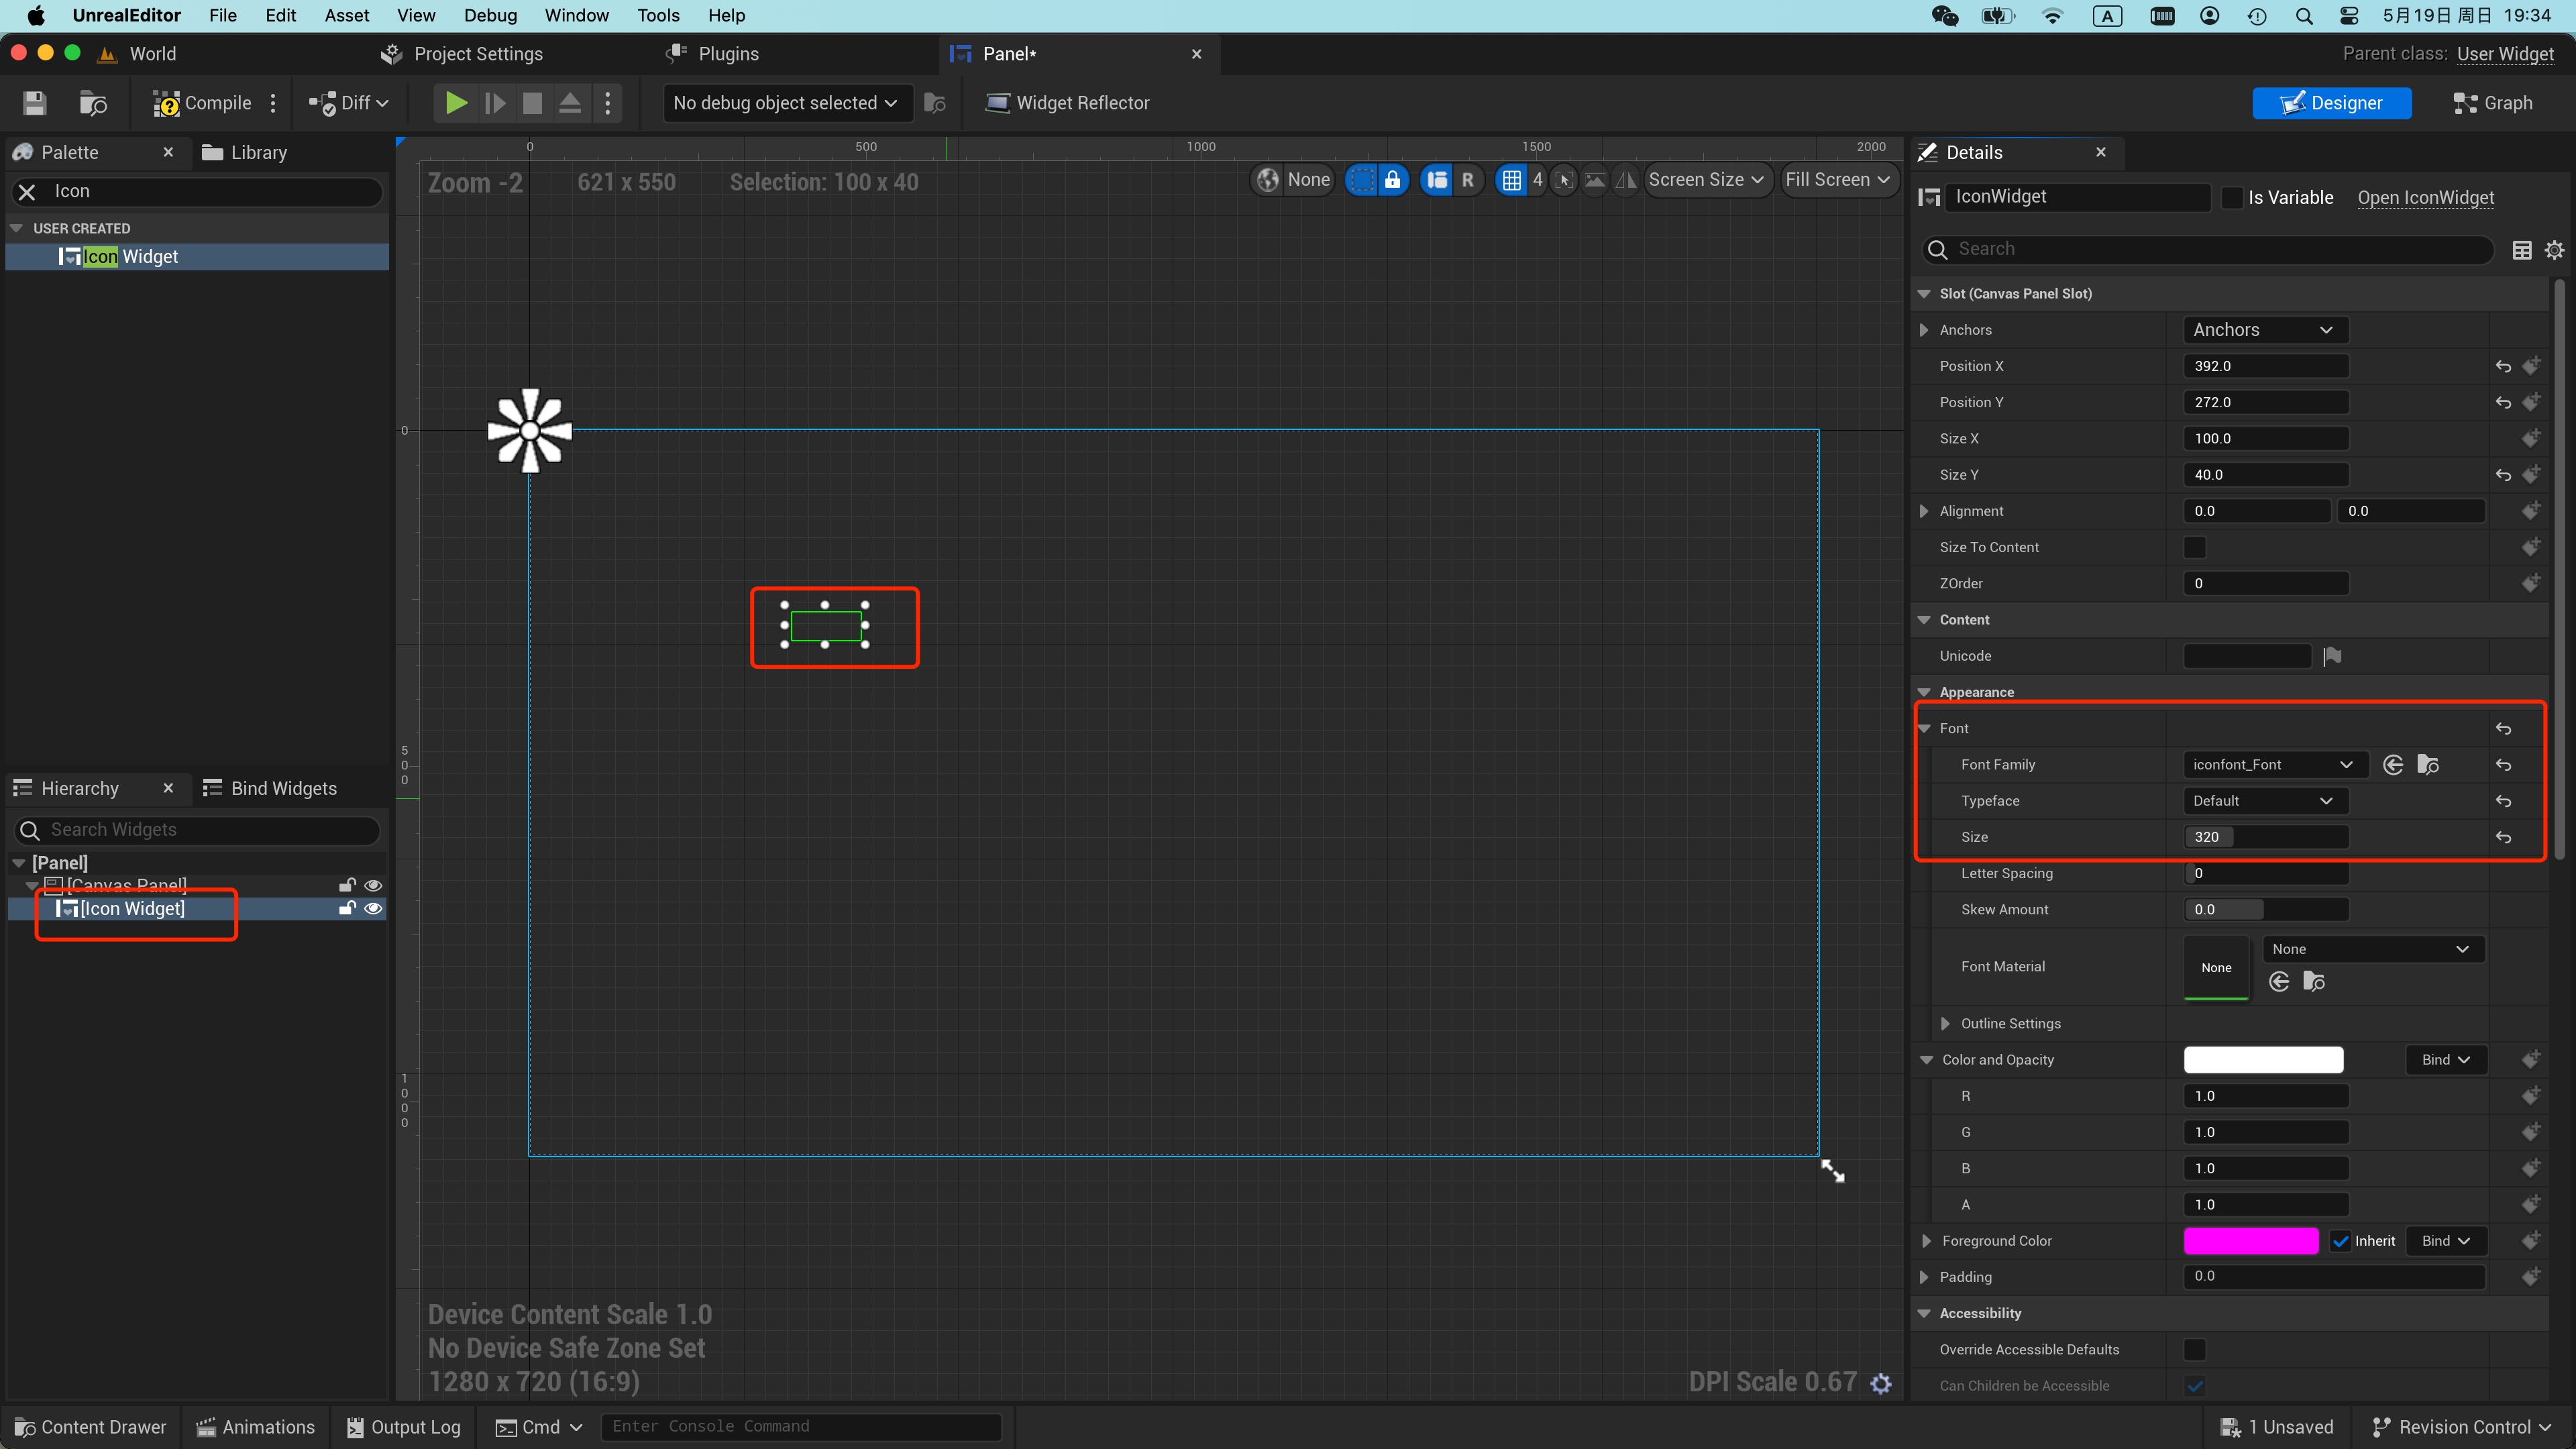 UnrealEditor File Edit Asset View Debug Window Tools Help A 5月19日 周日 19:34
World Project Settings Plugins Panel* Parent class: User Widget
Compile Diff No debug object selected Widget Reflector Designer Graph
Palette Library
Icon
USER CREATED
Icon Widget
Hierarchy Bind Widgets
Search Widgets
[Panel]
[Canvas Panel]
[Icon Widget]
0 500 1000 1500 2000
Zoom -2 621 x 550 Selection: 100 x 40 None R 4 Screen Size Fill Screen
0
500
1000
Device Content Scale 1.0
No Device Safe Zone Set
1280 x 720 (16:9) DPI Scale 0.67
Details
IconWidget Is Variable Open IconWidget
Search
Slot (Canvas Panel Slot)
Anchors Anchors
Position X 392.0
Position Y 272.0
Size X 100.0
Size Y 40.0
Alignment 0.0 0.0
Size To Content
ZOrder 0
Content
Unicode
Appearance
Font
Font Family iconfont_Font
Typeface Default
Size 320
Letter Spacing 0
Skew Amount 0.0
Font Material None None
Outline Settings
Color and Opacity Bind
R 1.0
G 1.0
B 1.0
A 1.0
Foreground Color Inherit Bind
Padding 0.0
Accessibility
Override Accessible Defaults
Can Children be Accessible
Content Drawer Animations Output Log Cmd Enter Console Command 1 Unsaved Revision Control